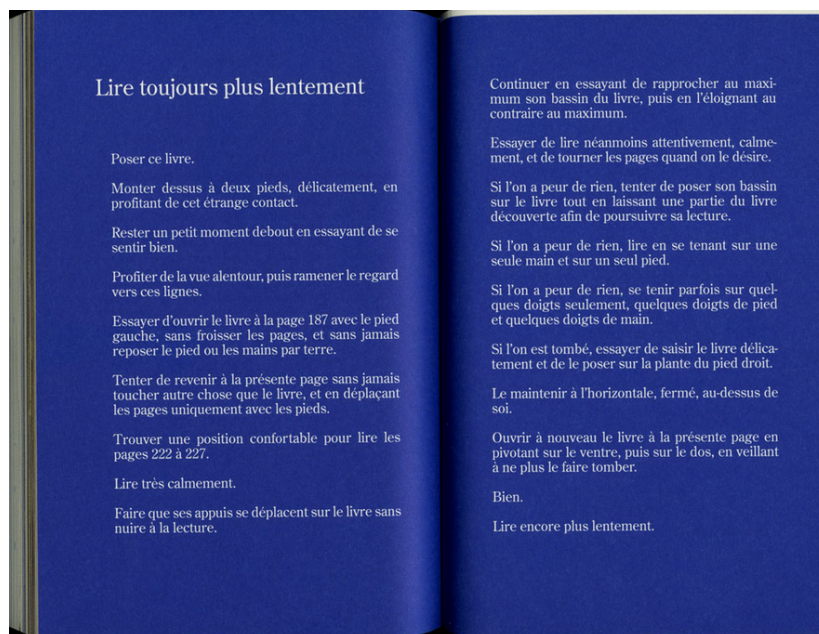 Lire toujours plus lentement
Poser ce livre.
Monter dessus à deux pieds, délicatement, en
profitant de cet étrange contact.
Rester un petit moment debout en essayant de se
sentir bien.
Profiter de la vue alentour, puis ramener le regard
vers ces lignes.
Essayer d'ouvrir le livre à la page 187 avec le pied
gauche, sans froisser les pages, et sans jamais
reposer le pied ou les mains par terre.
Tenter de revenir à la présente page sans jamais
toucher autre chose que le livre, et en déplaçant
les pages uniquement avec les pieds.
Trouver une position confortable pour lire les
pages 222 à 227.
Lire très calmement.
Faire que ses appuis se déplacent sur le livre sans
nuire à la lecture.
Continuer en essayant de rapprocher au maxi-
mum son bassin du livre, puis en l'éloignant au
contraire au maximum.
Essayer de lire néanmoins attentivement, calme-
ment, et de tourner les pages quand on le désire.
Si l'on a peur de rien, tenter de poser son bassin
sur le livre tout en laissant une partie du livre
découverte afin de poursuivre sa lecture.
Si l'on a peur de rien, lire en se tenant sur une
seule main et sur un seul pied.
Si l'on a peur de rien, se tenir parfois sur quel-
ques doigts seulement, quelques doigts de pied
et quelques doigts de main.
Si l'on est tombé, essayer de saisir le livre délica-
tement et de le poser sur la plante du pied droit.
Le maintenir à l'horizontale, fermé, au-dessus de
soi.
Ouvrir à nouveau le livre à la présente page en
pivotant sur le ventre, puis sur le dos, en veillant
à ne plus le faire tomber.
Bien.
Lire encore plus lentement.